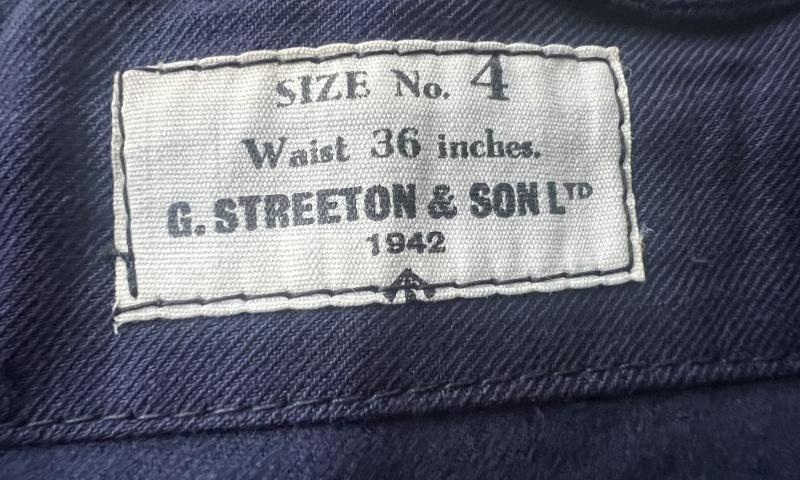 SIZE No. 4
Waist 36 inches.
G. STREETON & SON LTD
1942